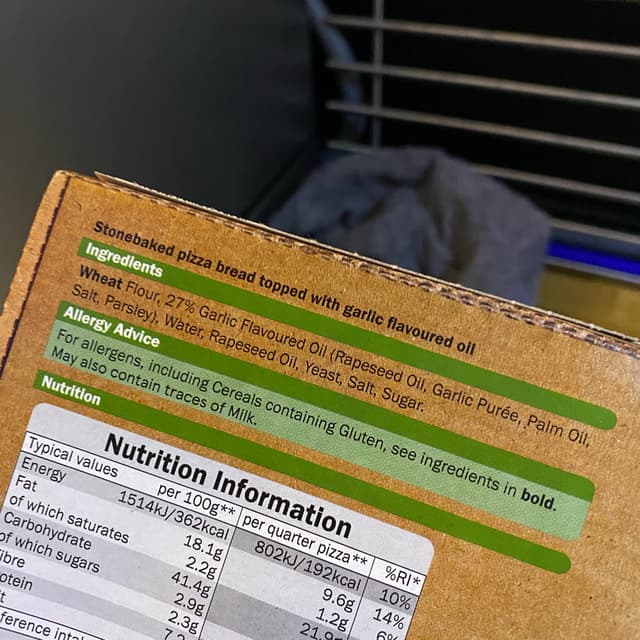 Stonebaked pizza bread topped with garlic flavoured oil
Ingredients
Wheat Flour, 27% Garlic Flavoured Oil (Rapeseed Oil, Garlic Purée, Palm Oil,
Salt, Parsley), Water, Rapeseed Oil, Yeast, Salt, Sugar.
Allergy Advice
For allergens, including Cereals containing Gluten, see ingredients in bold.
May also contain traces of Milk.
Nutrition
Nutrition Information
Typical values per 100g** per quarter pizza** %RI*
Energy 1514kJ/362kcal 802kJ/192kcal 10%
Fat 18.1g 9.6g 14%
of which saturates 2.2g 1.2g 6%
Carbohydrate 41.4g
of which sugars 2.9g
2.3g